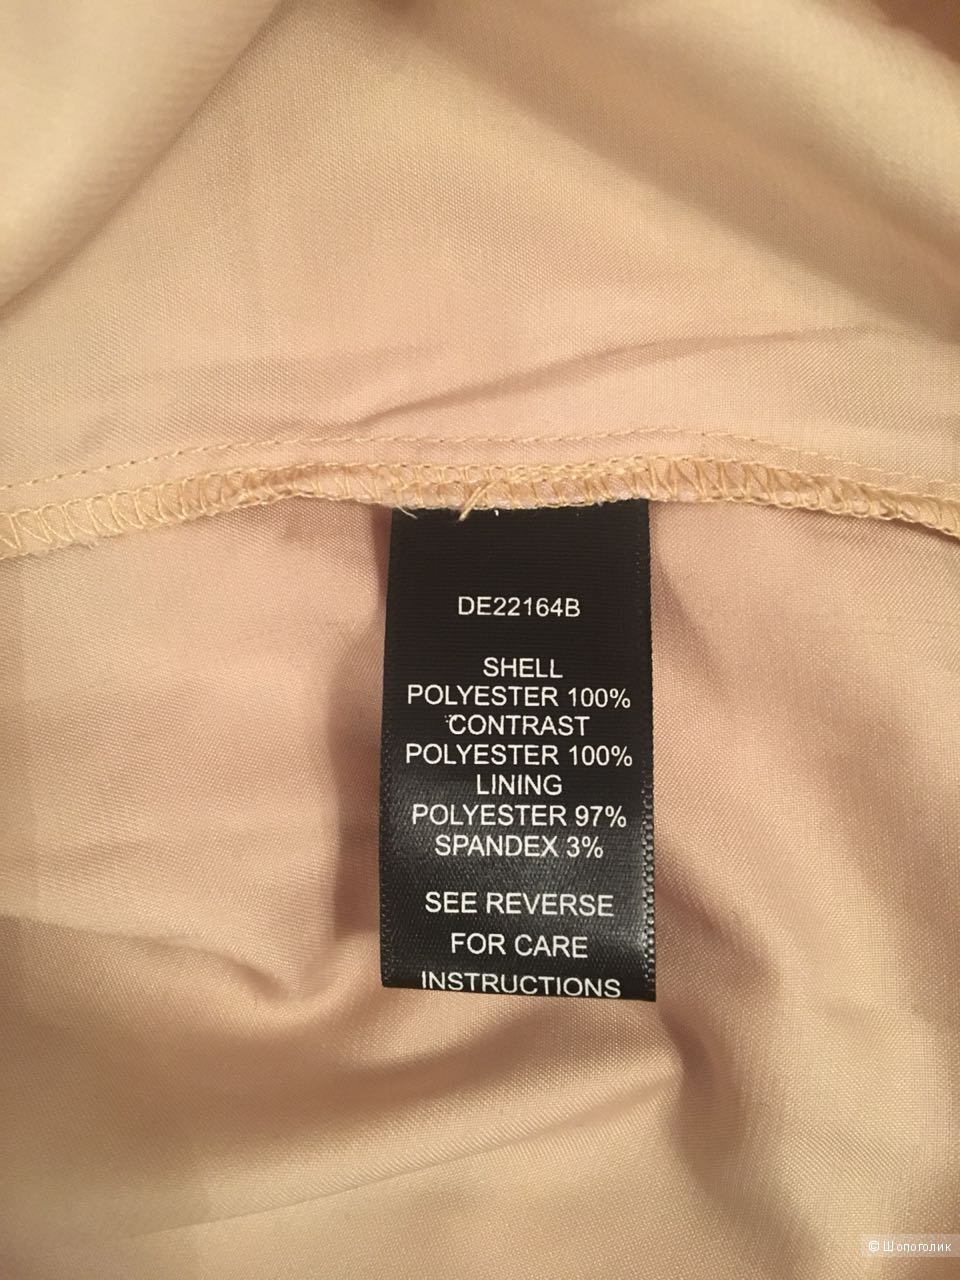 DE22164B
SHELL
POLYESTER 100%
CONTRAST
POLYESTER 100%
LINING
POLYESTER 97%
SPANDEX 3%
SEE REVERSE
FOR CARE
INSTRUCTIONS
© Шопоголик